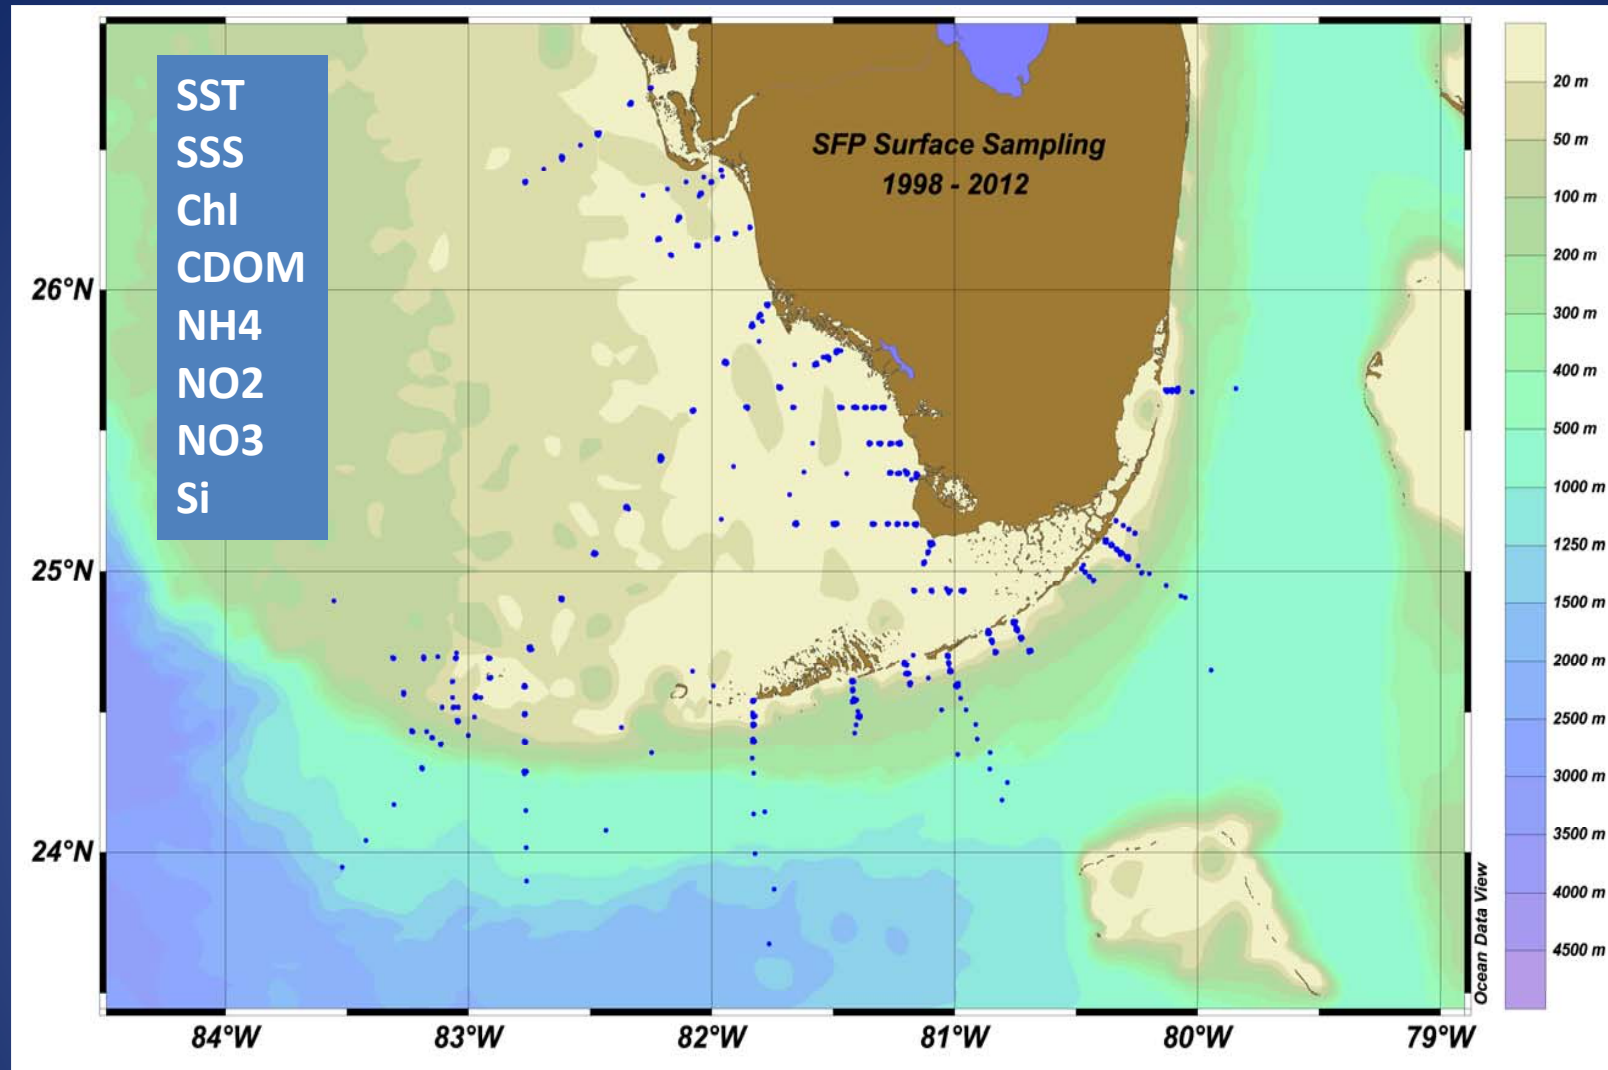 SST
SSS
Chl
CDOM
NH4
NO2
NO3
Si
SFP Surface Sampling
1998 - 2012
26°N
25°N
24°N
84°W
83°W
82°W
81°W
80°W
79°W
20 m
50 m
100 m
200 m
300 m
400 m
500 m
1000 m
1250 m
1500 m
2000 m
2500 m
3000 m
3500 m
4000 m
4500 m
Ocean Data View